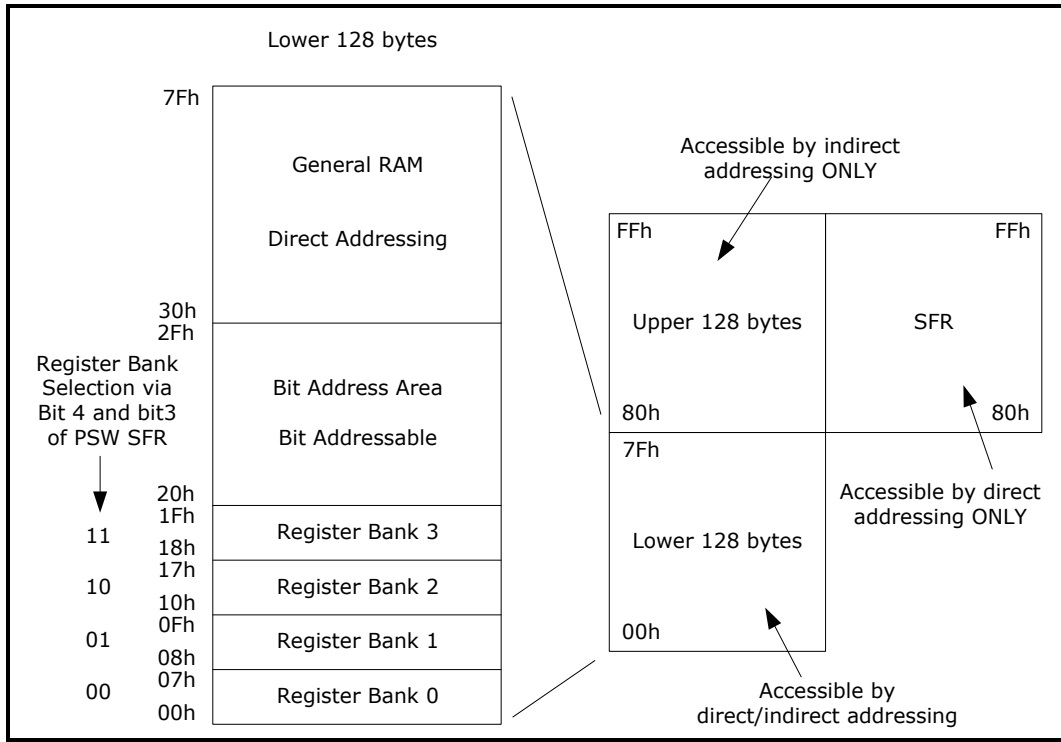 Lower 128 bytes
7Fh
General RAM
Direct Addressing
30h
2Fh
Register Bank
Selection via
Bit 4 and bit3
of PSW SFR
Bit Address Area
Bit Addressable
20h
1Fh
11
Register Bank 3
18h
17h
10
Register Bank 2
10h
0Fh
01
Register Bank 1
08h
07h
00
Register Bank 0
00h
Accessible by indirect
addressing ONLY
FFh
Upper 128 bytes
80h
FFh
SFR
80h
7Fh
Lower 128 bytes
00h
Accessible by direct
addressing ONLY
Accessible by
direct/indirect addressing